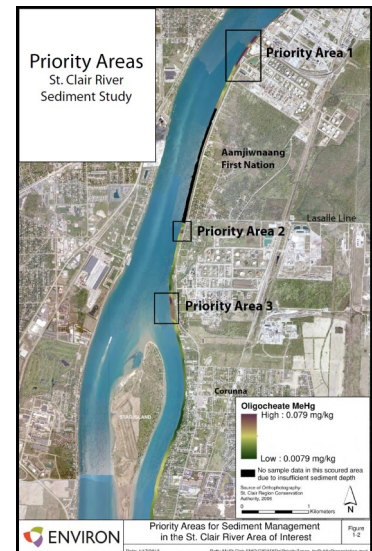 Priority Areas
St. Clair River
Sediment Study
Priority Area 1
Aamjiwnaang
First Nation
Lasalle Line
Priority Area 2
Priority Area 3
Corunna
Oligocheate MeHg
High : 0.079 mg/kg
Low : 0.0079 mg/kg
No sample data in this scoured area
due to insufficient sediment depth
Source of Orthophotography:
St. Clair Region Conservation
Authority, 2006
Kilometers
N
ENVIRON
Priority Areas for Sediment Management
in the St. Clair River Area of Interest
Figure
1-2